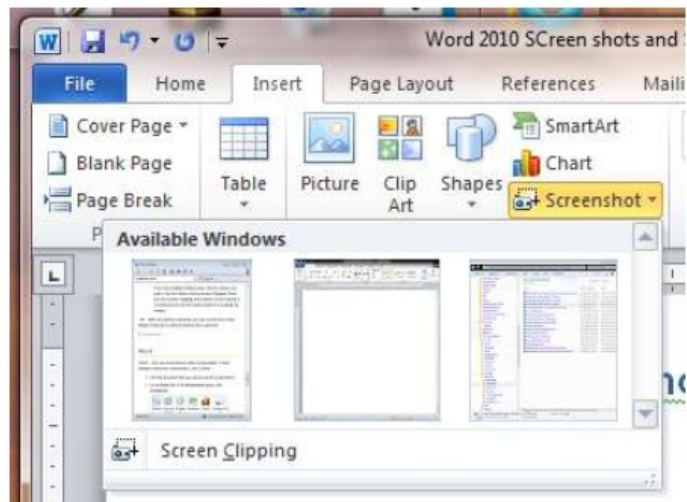 W
Word 2010 SCreen shots and
File Home Insert Page Layout References Maili
Cover Page
Blank Page
Page Break
Table
Picture
Clip Art
Shapes
SmartArt
Chart
Screenshot
P
Available Windows
Screen Clipping